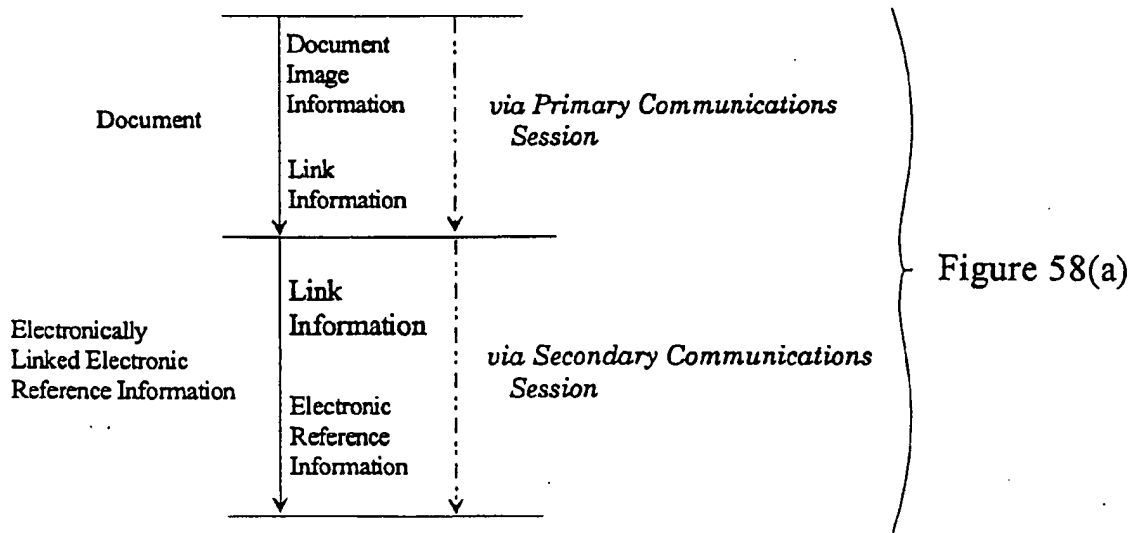 Document
Image
Information
Document
via Primary Communications
Session
Link
Information
Figure 58(a)
Link
Information
Electronically
Linked Electronic
Reference Information
via Secondary Communications
Session
Electronic
Reference
Information